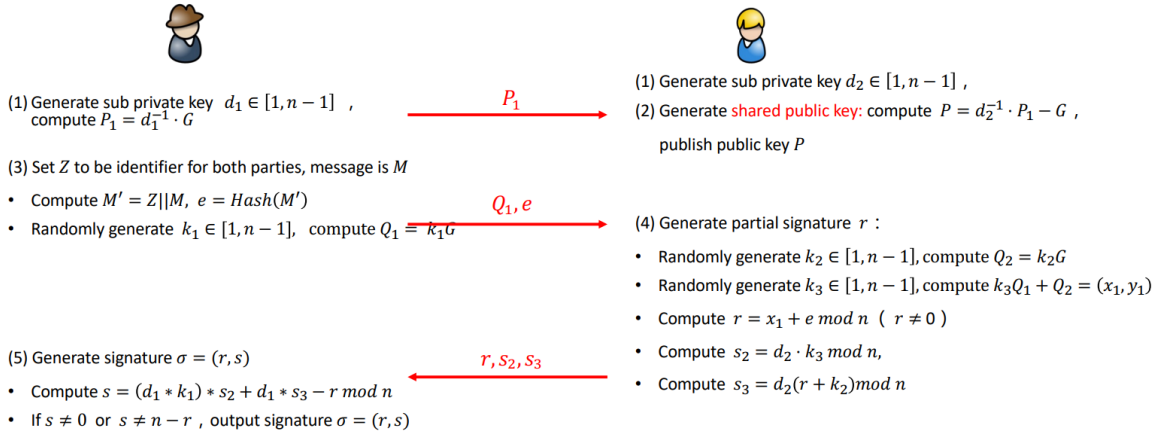 (1) Generate sub private key d₁ ∈ [1, n − 1] ,
compute P₁ = d₁⁻¹ · G
P₁
(1) Generate sub private key d₂ ∈ [1, n − 1] ,
(2) Generate shared public key: compute P = d₂⁻¹ · P₁ − G ,
publish public key P
(3) Set Z to be identifier for both parties, message is M
• Compute M′ = Z||M, e = Hash(M′)
• Randomly generate k₁ ∈ [1, n − 1], compute Q₁ = k₁G
Q₁, e
(4) Generate partial signature r :
• Randomly generate k₂ ∈ [1, n − 1], compute Q₂ = k₂G
• Randomly generate k₃ ∈ [1, n − 1], compute k₃Q₁ + Q₂ = (x₁, y₁)
• Compute r = x₁ + e mod n ( r ≠ 0 )
• Compute s₂ = d₂ · k₃ mod n,
• Compute s₃ = d₂(r + k₂)mod n
r, s₂, s₃
(5) Generate signature σ = (r, s)
• Compute s = (d₁ * k₁) * s₂ + d₁ * s₃ − r mod n
• If s ≠ 0 or s ≠ n − r , output signature σ = (r, s)